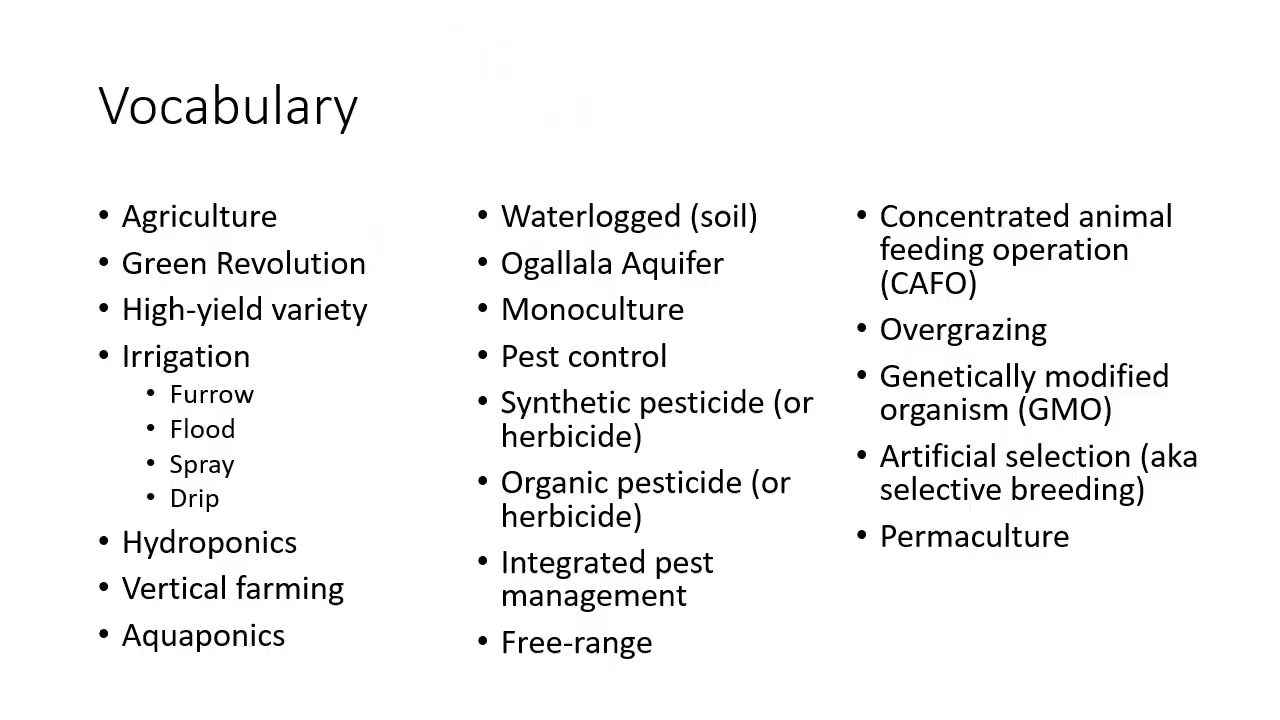 Vocabulary
• Agriculture
• Green Revolution
• High-yield variety
• Irrigation
• Furrow
• Flood
• Spray
• Drip
• Hydroponics
• Vertical farming
• Aquaponics
• Waterlogged (soil)
• Ogallala Aquifer
• Monoculture
• Pest control
• Synthetic pesticide (or
herbicide)
• Organic pesticide (or
herbicide)
• Integrated pest
management
• Free-range
• Concentrated animal
feeding operation
(CAFO)
• Overgrazing
• Genetically modified
organism (GMO)
• Artificial selection (aka
selective breeding)
• Permaculture